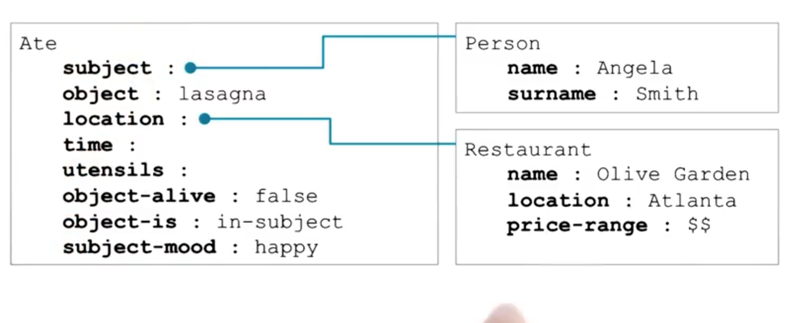 Ate
subject :
object : lasagna
location :
time :
utensils :
object-alive : false
object-is : in-subject
subject-mood : happy
Person
name : Angela
surname : Smith
Restaurant
name : Olive Garden
location : Atlanta
price-range : $$